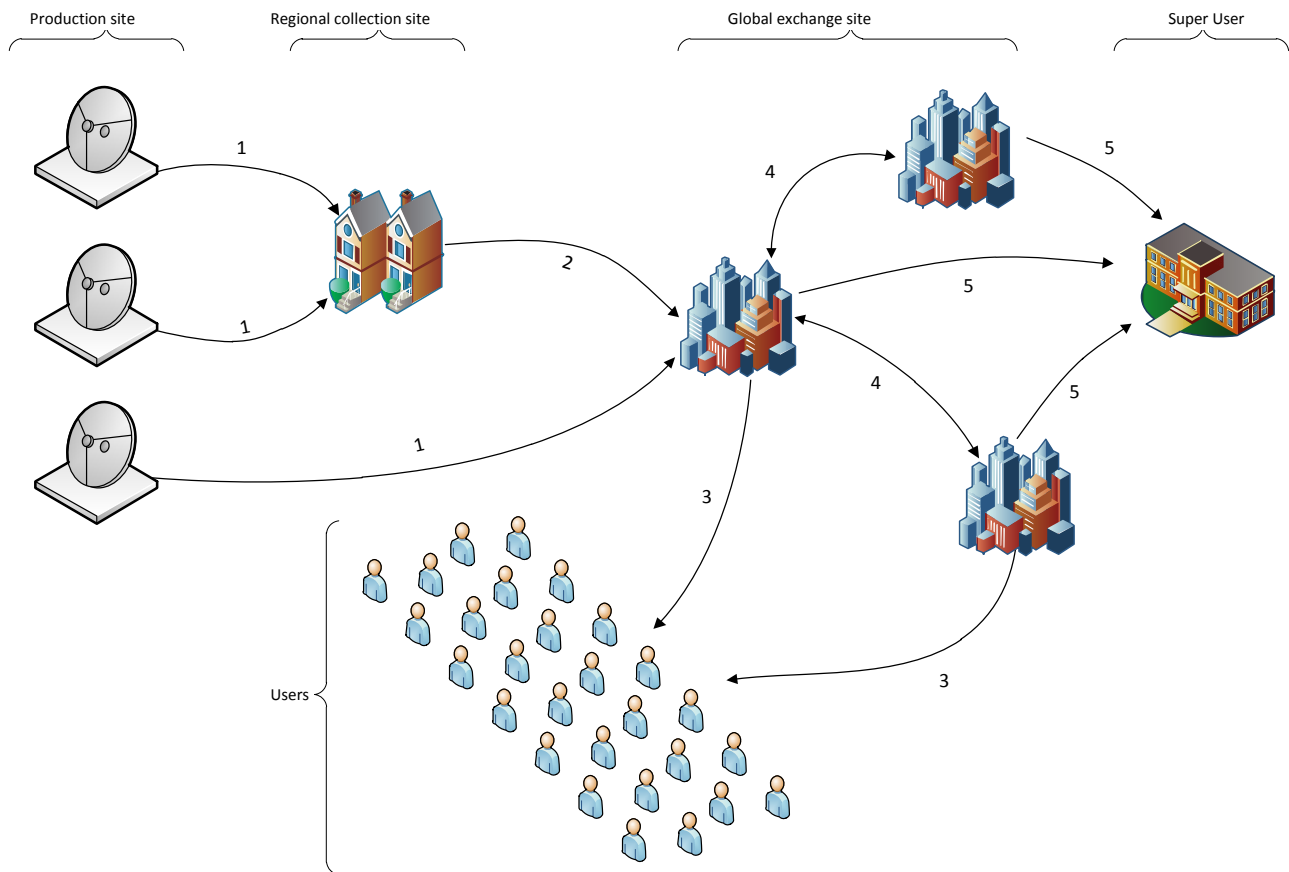 Production site
Regional collection site
Global exchange site
Super User
1
4
5
2
5
1
4
5
1
3
Users
3